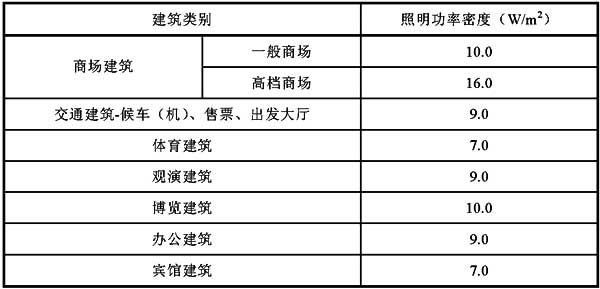 建筑类别 照明功率密度（W/m²）
商场建筑 一般商场 10.0
高档商场 16.0
交通建筑-候车（机）、售票、出发大厅 9.0
体育建筑 7.0
观演建筑 9.0
博览建筑 10.0
办公建筑 9.0
宾馆建筑 7.0